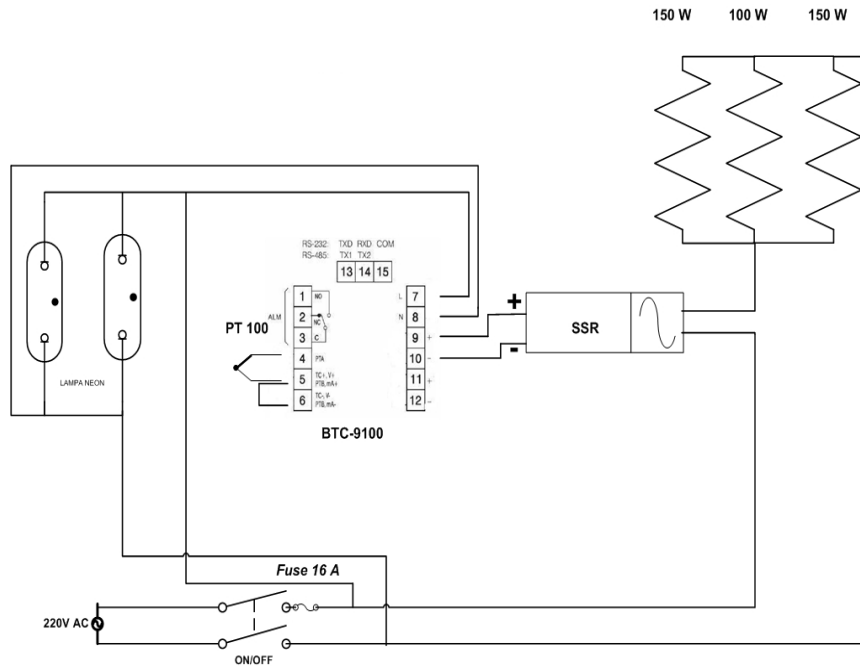 150 W 100 W 150 W
RS-232: TXD RXD COM
RS-485: TX1 TX2
13 14 15
1 NO
ALM 2 NC
3 C
PT 100
4 PTA
5 TC+, V+
PTB, mA+
6 TC-, V-
PTB, mA-
L 7
N 8
9 +
10 -
11 +
12 -
BTC-9100
+
-
SSR
LAMPA NEON
Fuse 16 A
220V AC
ON/OFF